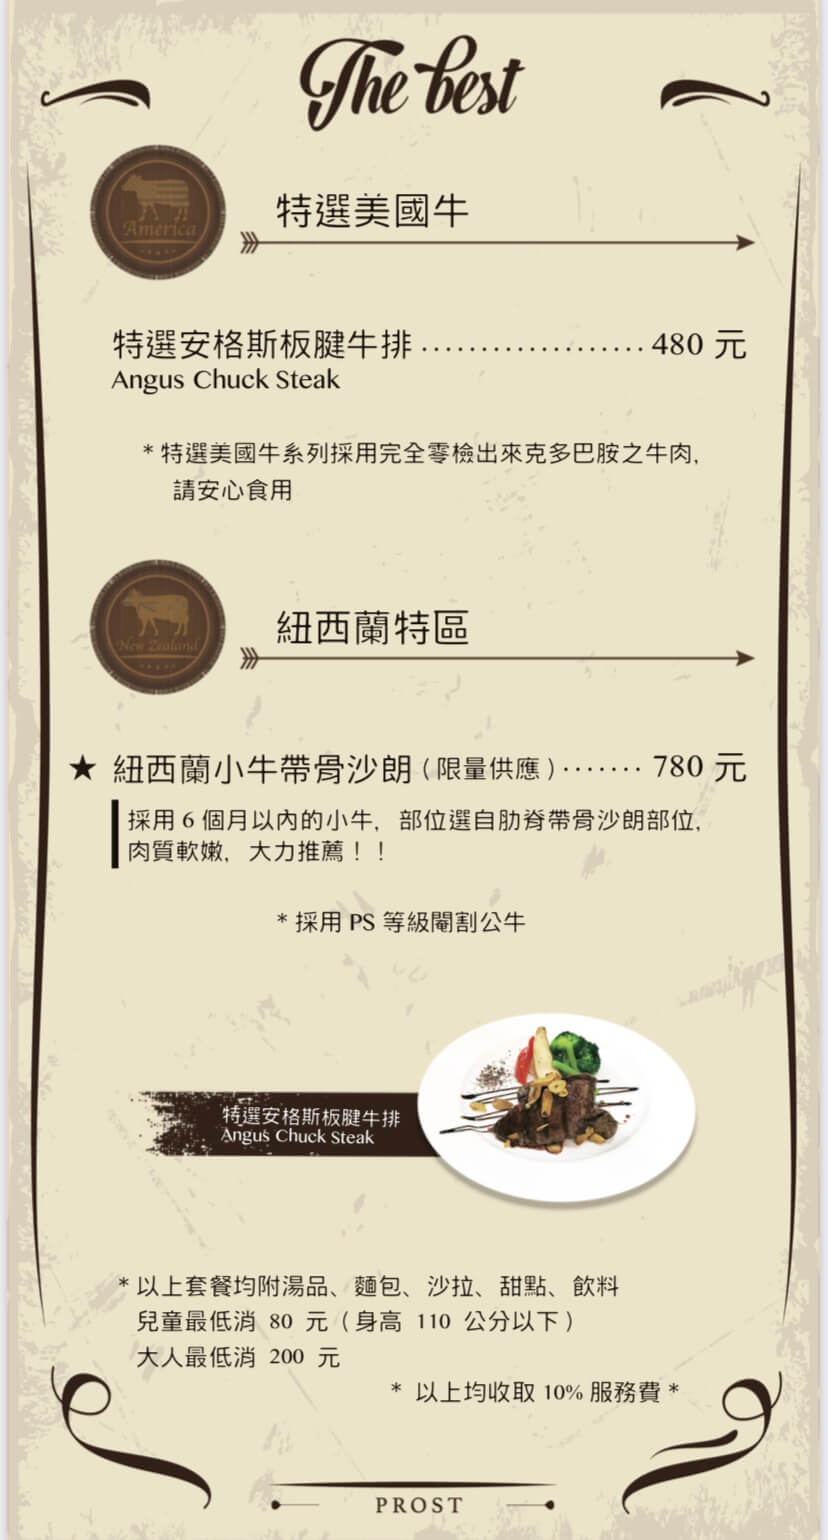 The best
America
特選美國牛
特選安格斯板腱牛排 ................... 480 元
Angus Chuck Steak
* 特選美國牛系列採用完全零檢出來克多巴胺之牛肉,
請安心食用
New Zealand
紐西蘭特區
★ 紐西蘭小牛帶骨沙朗 ( 限量供應 ) ······· 780 元
採用 6 個月以內的小牛, 部位選自肋脊帶骨沙朗部位,
肉質軟嫩, 大力推薦！！
* 採用 PS 等級閹割公牛
特選安格斯板腱牛排
Angus Chuck Steak
* 以上套餐均附湯品、麵包、沙拉、甜點、飲料
兒童最低消 80 元 ( 身高 110 公分以下 )
大人最低消 200 元
* 以上均收取 10% 服務費 *
PROST